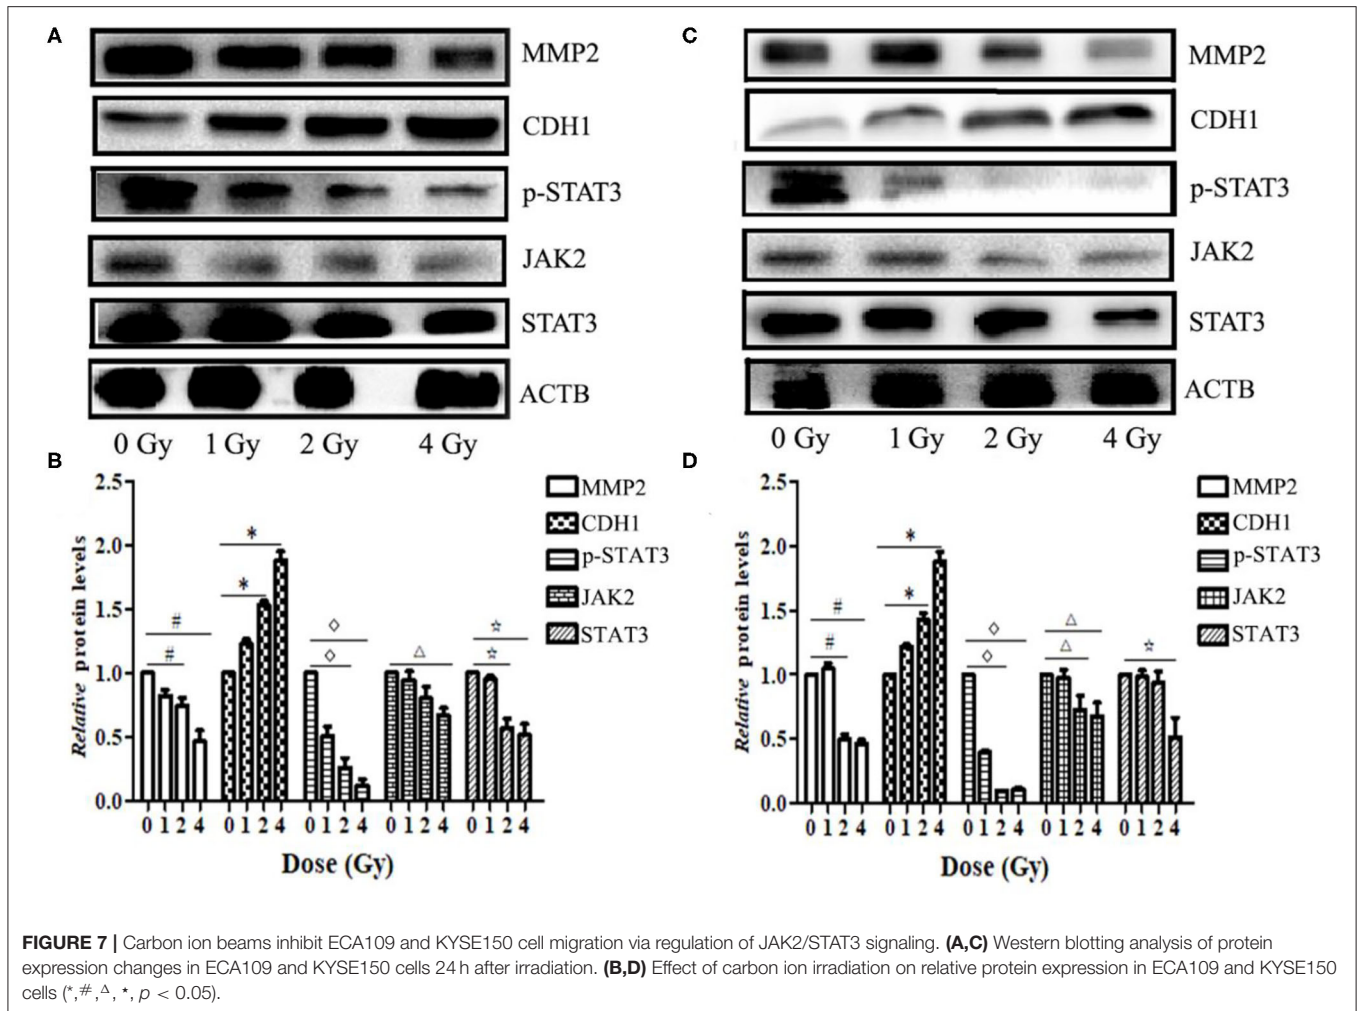 A
MMP2
CDH1
p-STAT3
JAK2
STAT3
ACTB
0 Gy 1 Gy 2 Gy 4 Gy
C
MMP2
CDH1
p-STAT3
JAK2
STAT3
ACTB
0 Gy 1 Gy 2 Gy 4 Gy
B
Relative protein levels
2.5
2.0
1.5
1.0
0.5
0.0
# # * * ◇ ◇ △ ☆ ☆
0 1 2 4 0 1 2 4 0 1 2 4 0 1 2 4 0 1 2 4
Dose (Gy)
MMP2
CDH1
p-STAT3
JAK2
STAT3
D
Relative protein levels
2.5
2.0
1.5
1.0
0.5
0.0
# # * * ◇ ◇ △ △ ☆
0 1 2 4 0 1 2 4 0 1 2 4 0 1 2 4 0 1 2 4
Dose (Gy)
MMP2
CDH1
p-STAT3
JAK2
STAT3
FIGURE 7 | Carbon ion beams inhibit ECA109 and KYSE150 cell migration via regulation of JAK2/STAT3 signaling. (A,C) Western blotting analysis of protein
expression changes in ECA109 and KYSE150 cells 24 h after irradiation. (B,D) Effect of carbon ion irradiation on relative protein expression in ECA109 and KYSE150
cells (*,#,△, ⋆, p < 0.05).